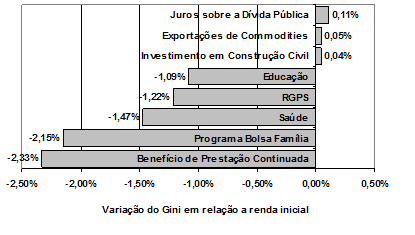 Juros sobre a Dívida Pública 0,11%
Exportações de Commodities 0,05%
Investimento em Construção Civil 0,04%
-1,09% Educação
-1,22% RGPS
-1,47% Saúde
-2,15% Programa Bolsa Família
-2,33% Benefício de Prestação Continuada
-2,50% -2,00% -1,50% -1,00% -0,50% 0,00% 0,50%
Variação do Gini em relação a renda inicial